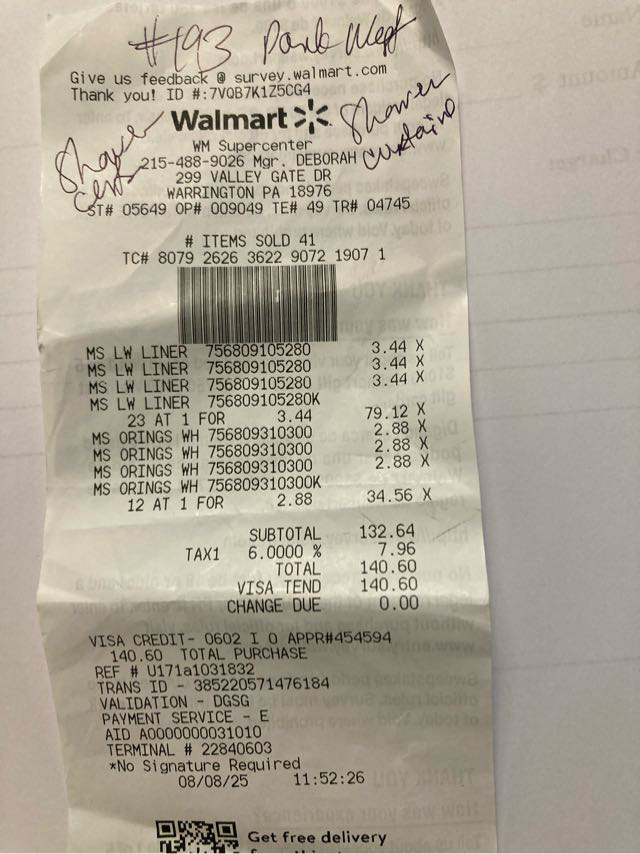 #193 Park West
Give us feedback @ survey.walmart.com
Thank you! ID #:7VQB7K1Z5CG4
Walmart
Shower
curtains
WM Supercenter
215-488-9026 Mgr. DEBORAH
299 VALLEY GATE DR
WARRINGTON PA 18976
ST# 05649 OP# 009049 TE# 49 TR# 04745
# ITEMS SOLD 41
TC# 8079 2626 3622 9072 1907 1
MS LW LINER 756809105280 3.44 X
MS LW LINER 756809105280 3.44 X
MS LW LINER 756809105280 3.44 X
MS LW LINER 756809105280K
23 AT 1 FOR 3.44 79.12 X
MS ORINGS WH 756809310300 2.88 X
MS ORINGS WH 756809310300 2.88 X
MS ORINGS WH 756809310300 2.88 X
MS ORINGS WH 756809310300K
12 AT 1 FOR 2.88 34.56 X
SUBTOTAL 132.64
TAX1 6.0000 % 7.96
TOTAL 140.60
VISA TEND 140.60
CHANGE DUE 0.00
VISA CREDIT- 0602 I 0 APPR#454594
140.60 TOTAL PURCHASE
REF # U171a1031832
TRANS ID - 385220571476184
VALIDATION - DGSG
PAYMENT SERVICE - E
AID A0000000031010
TERMINAL # 22840603
*No Signature Required
08/08/25 11:52:26
Get free delivery